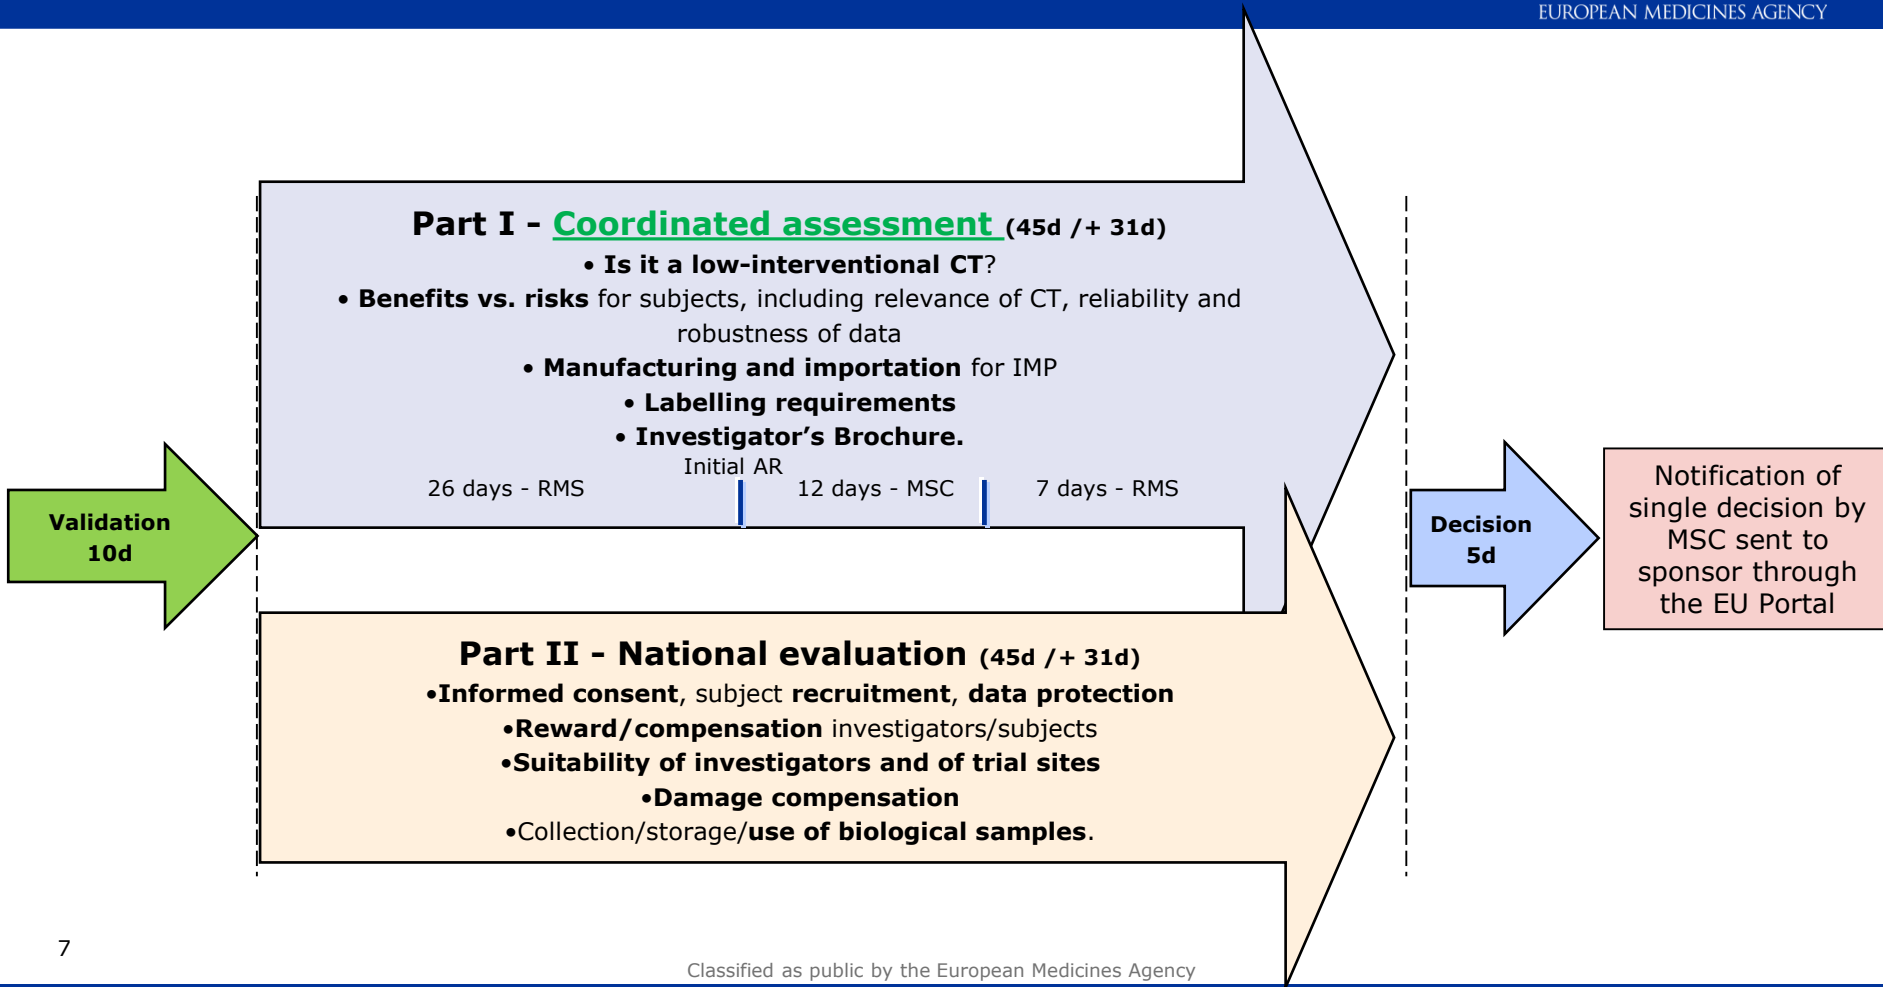 EUROPEAN MEDICINES AGENCY
Part I - Coordinated assessment (45d /+ 31d)
• Is it a low-interventional CT?
• Benefits vs. risks for subjects, including relevance of CT, reliability and
robustness of data
• Manufacturing and importation for IMP
• Labelling requirements
• Investigator’s Brochure.
Initial AR
26 days - RMS
12 days - MSC
7 days - RMS
Validation
10d
Decision
5d
Notification of
single decision by
MSC sent to
sponsor through
the EU Portal
Part II - National evaluation (45d /+ 31d)
•Informed consent, subject recruitment, data protection
•Reward/compensation investigators/subjects
•Suitability of investigators and of trial sites
•Damage compensation
•Collection/storage/use of biological samples.
7
Classified as public by the European Medicines Agency